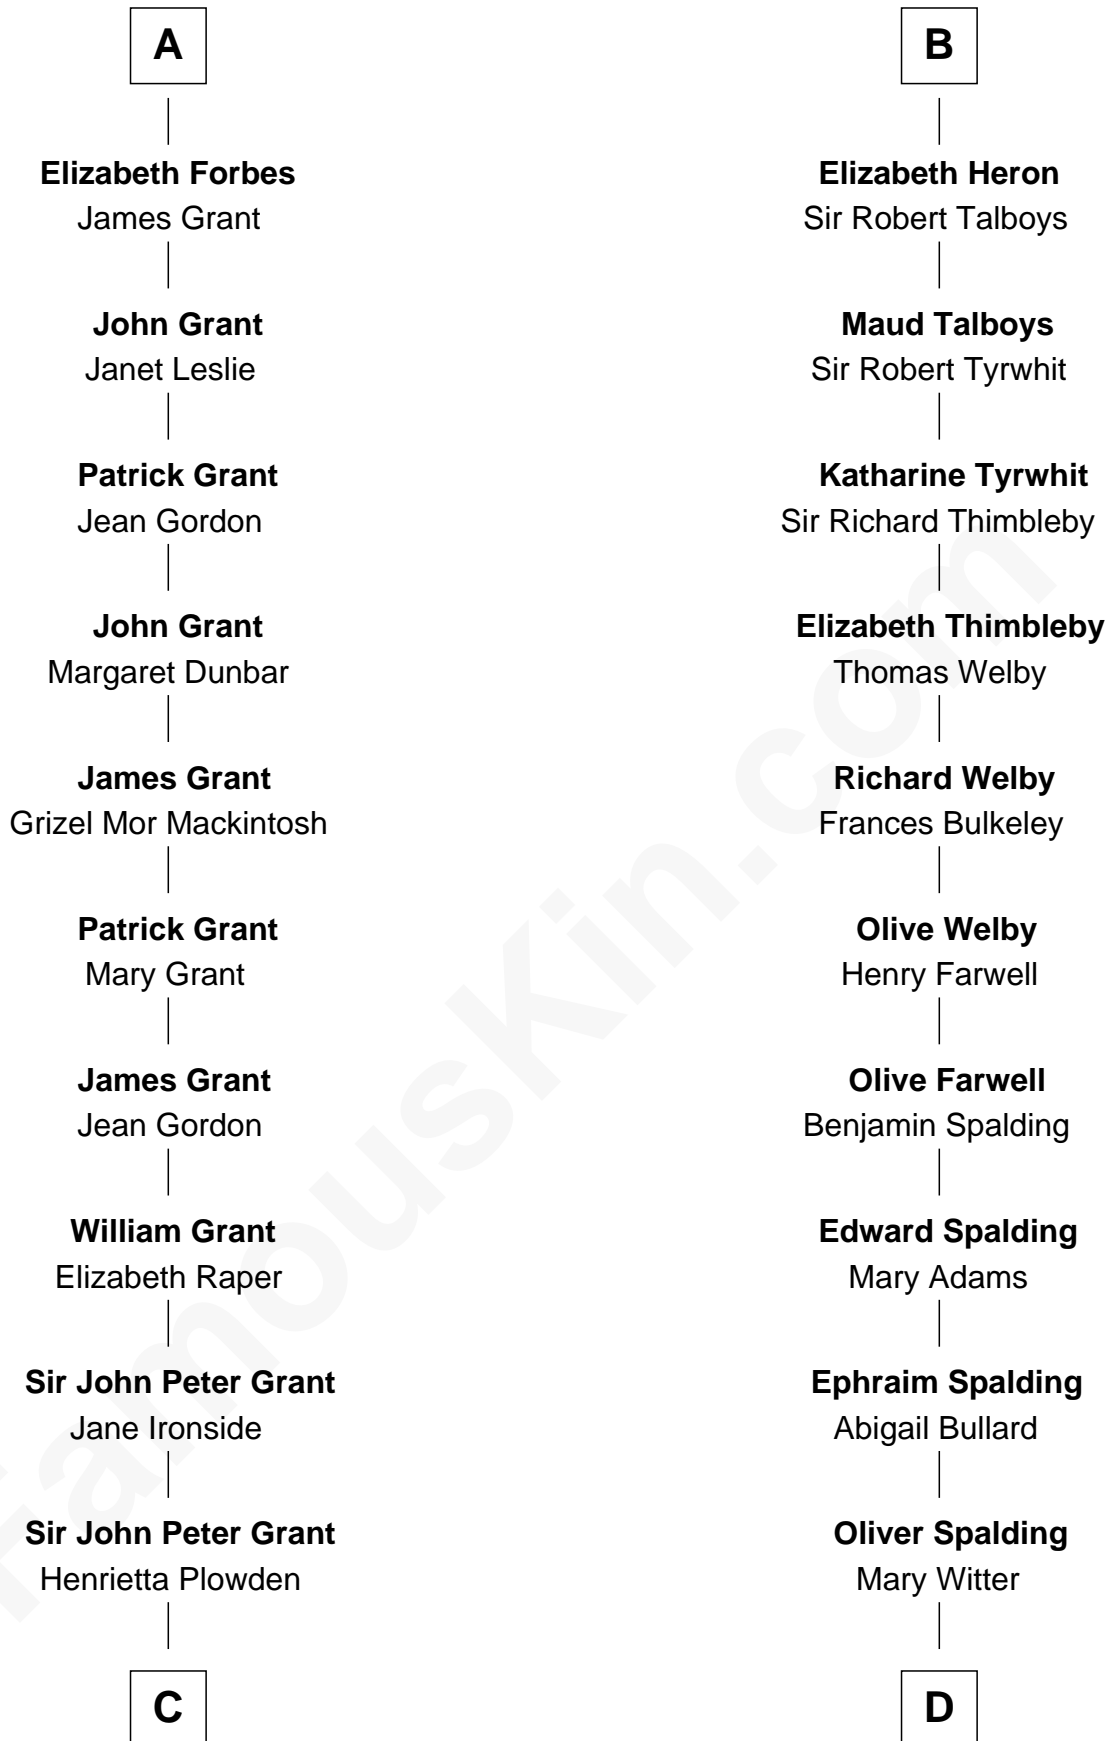 A
Elizabeth Forbes
James Grant
John Grant
Janet Leslie
Patrick Grant
Jean Gordon
John Grant
Margaret Dunbar
James Grant
Grizel Mor Mackintosh
Patrick Grant
Mary Grant
James Grant
Jean Gordon
William Grant
Elizabeth Raper
Sir John Peter Grant
Jane Ironside
Sir John Peter Grant
Henrietta Plowden
C
B
Elizabeth Heron
Sir Robert Talboys
Maud Talboys
Sir Robert Tyrwhit
Katharine Tyrwhit
Sir Richard Thimbleby
Elizabeth Thimbleby
Thomas Welby
Richard Welby
Frances Bulkeley
Olive Welby
Henry Farwell
Olive Farwell
Benjamin Spalding
Edward Spalding
Mary Adams
Ephraim Spalding
Abigail Bullard
Oliver Spalding
Mary Witter
D
FamousKin.com